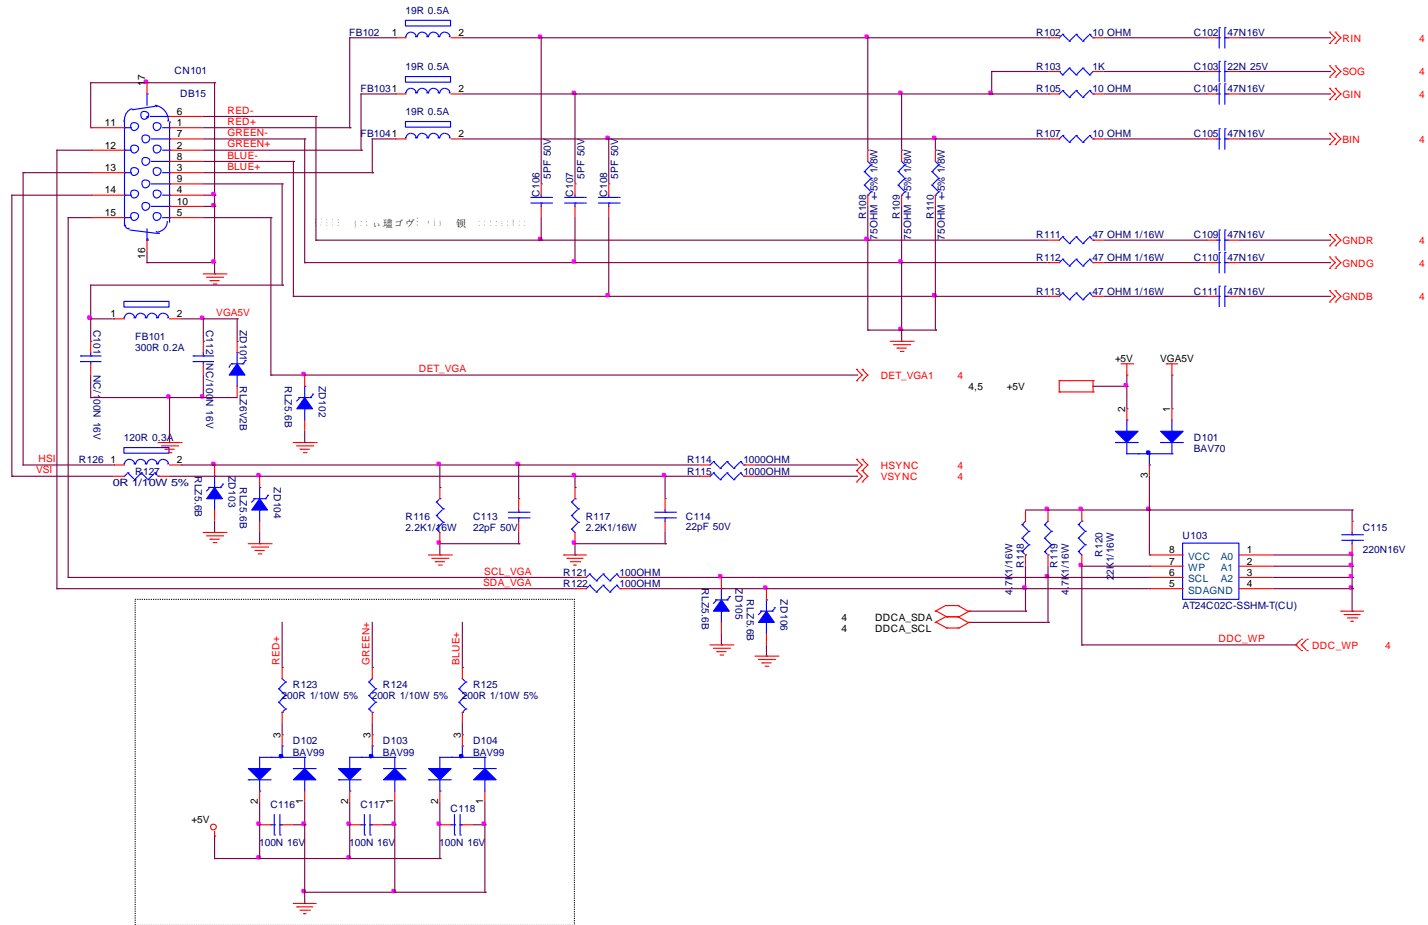 19R 0.5A
FB102 1 2
R102 10 OHM C102 47N16V RIN 4
CN101
17
19R 0.5A
R103 1K C103 22N 25V SOG 4
DB15
FB103 1 2
R105 10 OHM C104 47N16V GIN 4
19R 0.5A
6 RED-
11 1 RED+
7 GREEN-
FB104 1 2
R107 10 OHM C105 47N16V BIN 4
12 2 GREEN+
8 BLUE-
13 3 BLUE+
9
14 4
10
15 5
16
C106 5PF 50V
C107 5PF 50V
C108 5PF 50V
R108 75OHM +-5% 1/8W
R109 75OHM +-5% 1/8W
R110 75OHM +-5% 1/8W
R111 47 OHM 1/16W C109 47N16V GNDR 4
R112 47 OHM 1/16W C110 47N16V GNDG 4
R113 47 OHM 1/16W C111 47N16V GNDB 4
1 2 VGA5V
FB101
300R 0.2A
C101 NC/100N 16V
C112 NC/100N 16V
ZD101 RLZ6V2B
DET_VGA DET_VGA1 4
ZD102 RLZ5.6B
4,5 +5V
+5V VGA5V
2 1
D101
BAV70
3
120R 0.3A
HSI R126 1 2
VSI R127
0R 1/10W 5%
R114 100OOHM HSYNC 4
R115 100OOHM VSYNC 4
ZD103 RLZ5.6B
ZD104 RLZ5.6B
R116
2.2K1/16W
C113
22pF 50V
R117
2.2K1/16W
C114
22pF 50V
R118 4.7K1/16W
R119 4.7K1/16W
R120 22K1/16W
C115
220N16V
U103
8 VCC A0 1
7 WP A1 2
6 SCL A2 3
5 SDA GND 4
AT24C02C-SSHM-T(CU)
SCL_VGA R121 100OHM
SDA_VGA R122 100OHM
ZD105 RLZ5.6B
ZD106 RLZ5.6B
4 DDCA_SDA
4 DDCA_SCL
DDC_WP DDC_WP 4
RED+ GREEN+ BLUE+
R123 R124 R125
200R 1/10W 5% 200R 1/10W 5% 200R 1/10W 5%
3 3 3
D102 D103 D104
BAV99 BAV99 BAV99
2 1 2 1 2 1
C116 C117 C118
+5V
100N 16V 100N 16V 100N 16V